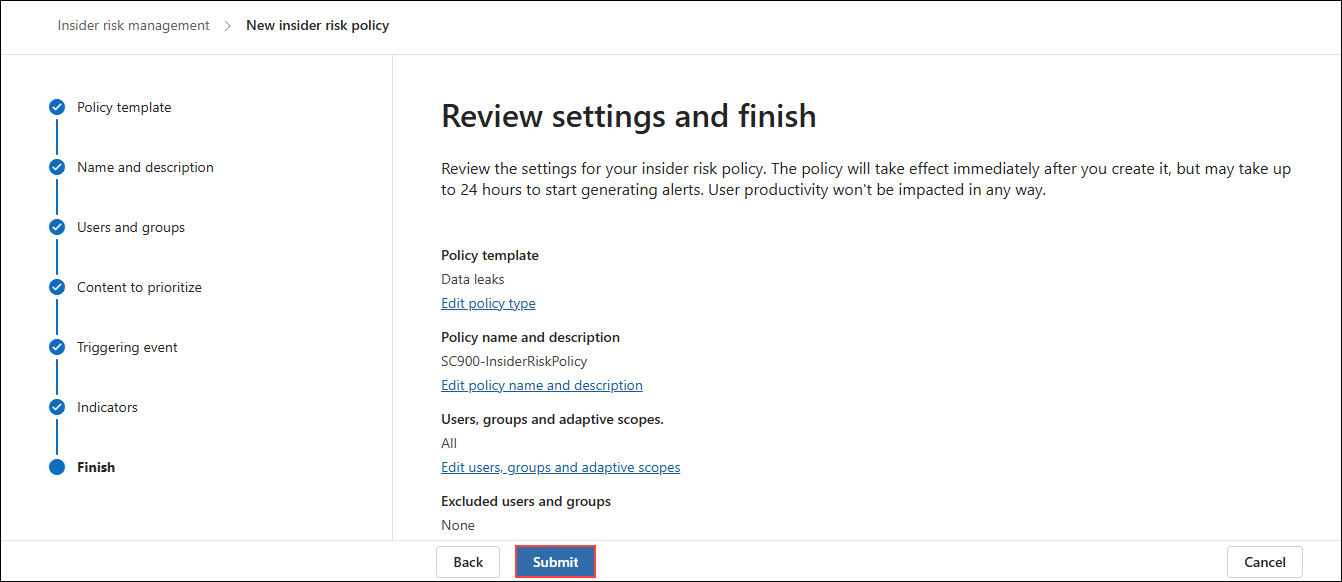 Insider risk management > New insider risk policy
Policy template
Name and description
Users and groups
Content to prioritize
Triggering event
Indicators
Finish
Review settings and finish
Review the settings for your insider risk policy. The policy will take effect immediately after you create it, but may take up
to 24 hours to start generating alerts. User productivity won't be impacted in any way.
Policy template
Data leaks
Edit policy type
Policy name and description
SC900-InsiderRiskPolicy
Edit policy name and description
Users, groups and adaptive scopes.
All
Edit users, groups and adaptive scopes
Excluded users and groups
None
Back Submit Cancel